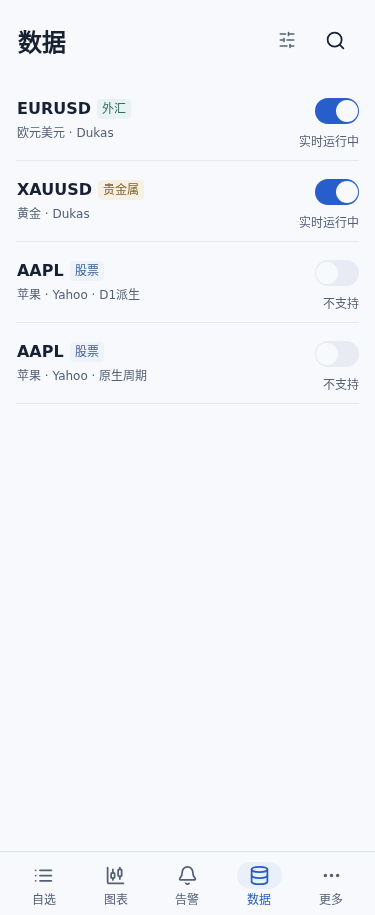 数据
EURUSD 外汇
欧元美元 · Dukas
实时运行中
XAUUSD 贵金属
黄金 · Dukas
实时运行中
AAPL 股票
苹果 · Yahoo · D1派生
不支持
AAPL 股票
苹果 · Yahoo · 原生周期
不支持
自选 图表 告警 数据 更多